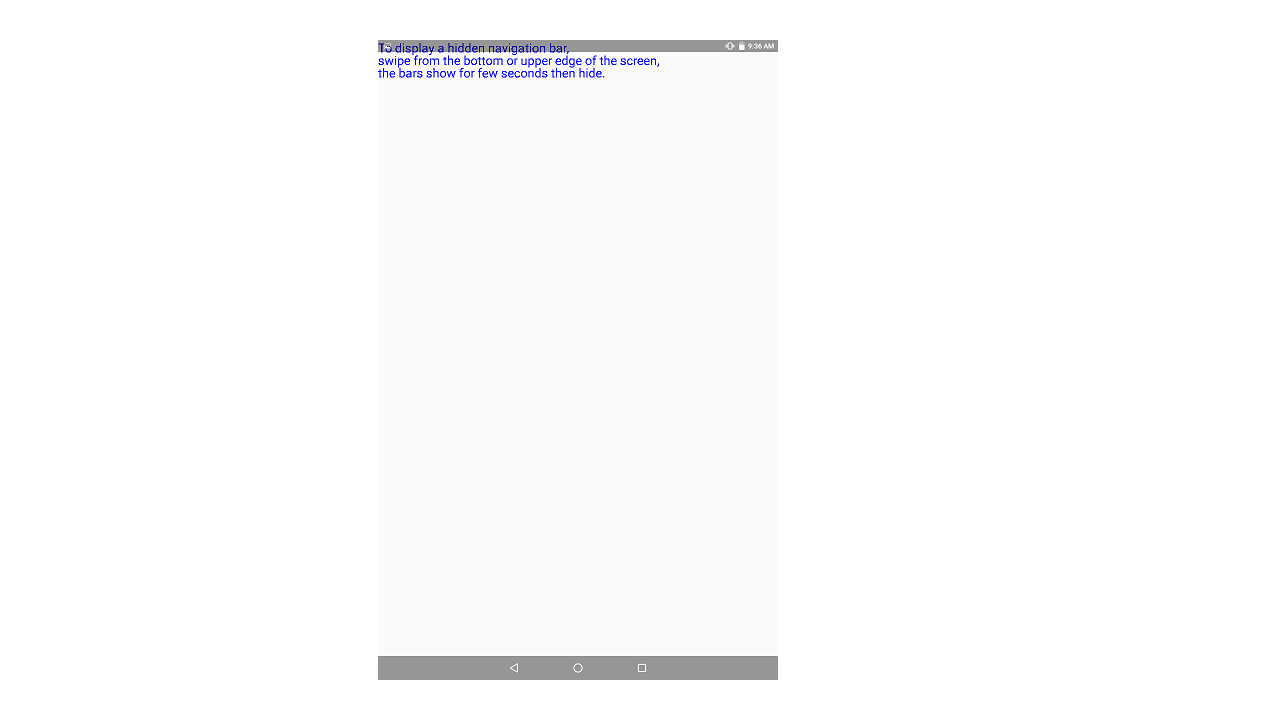 To display a hidden navigation bar,
9:36 AM
swipe from the bottom or upper edge of the screen,
the bars show for few seconds then hide.